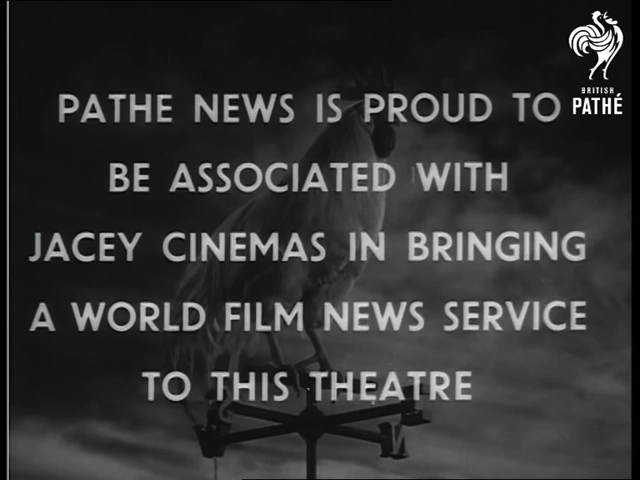 PATHE NEWS IS PROUD TO
BE ASSOCIATED WITH
JACEY CINEMAS IN BRINGING
A WORLD FILM NEWS SERVICE
TO THIS THEATRE
BRITISH
PATHÉ
N